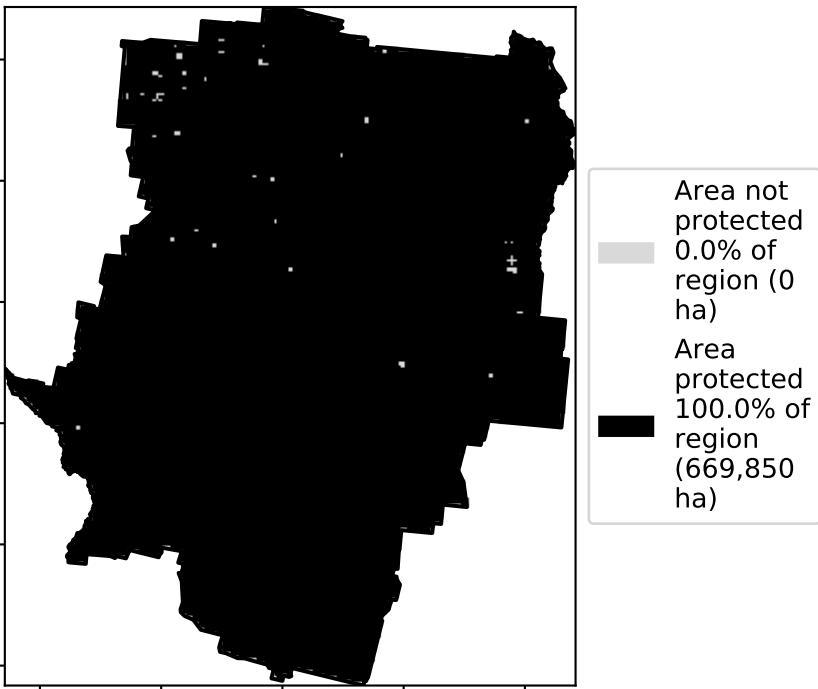 Area not
protected
0.0% of
region (0
ha)
Area
protected
100.0% of
region
(669,850
ha)